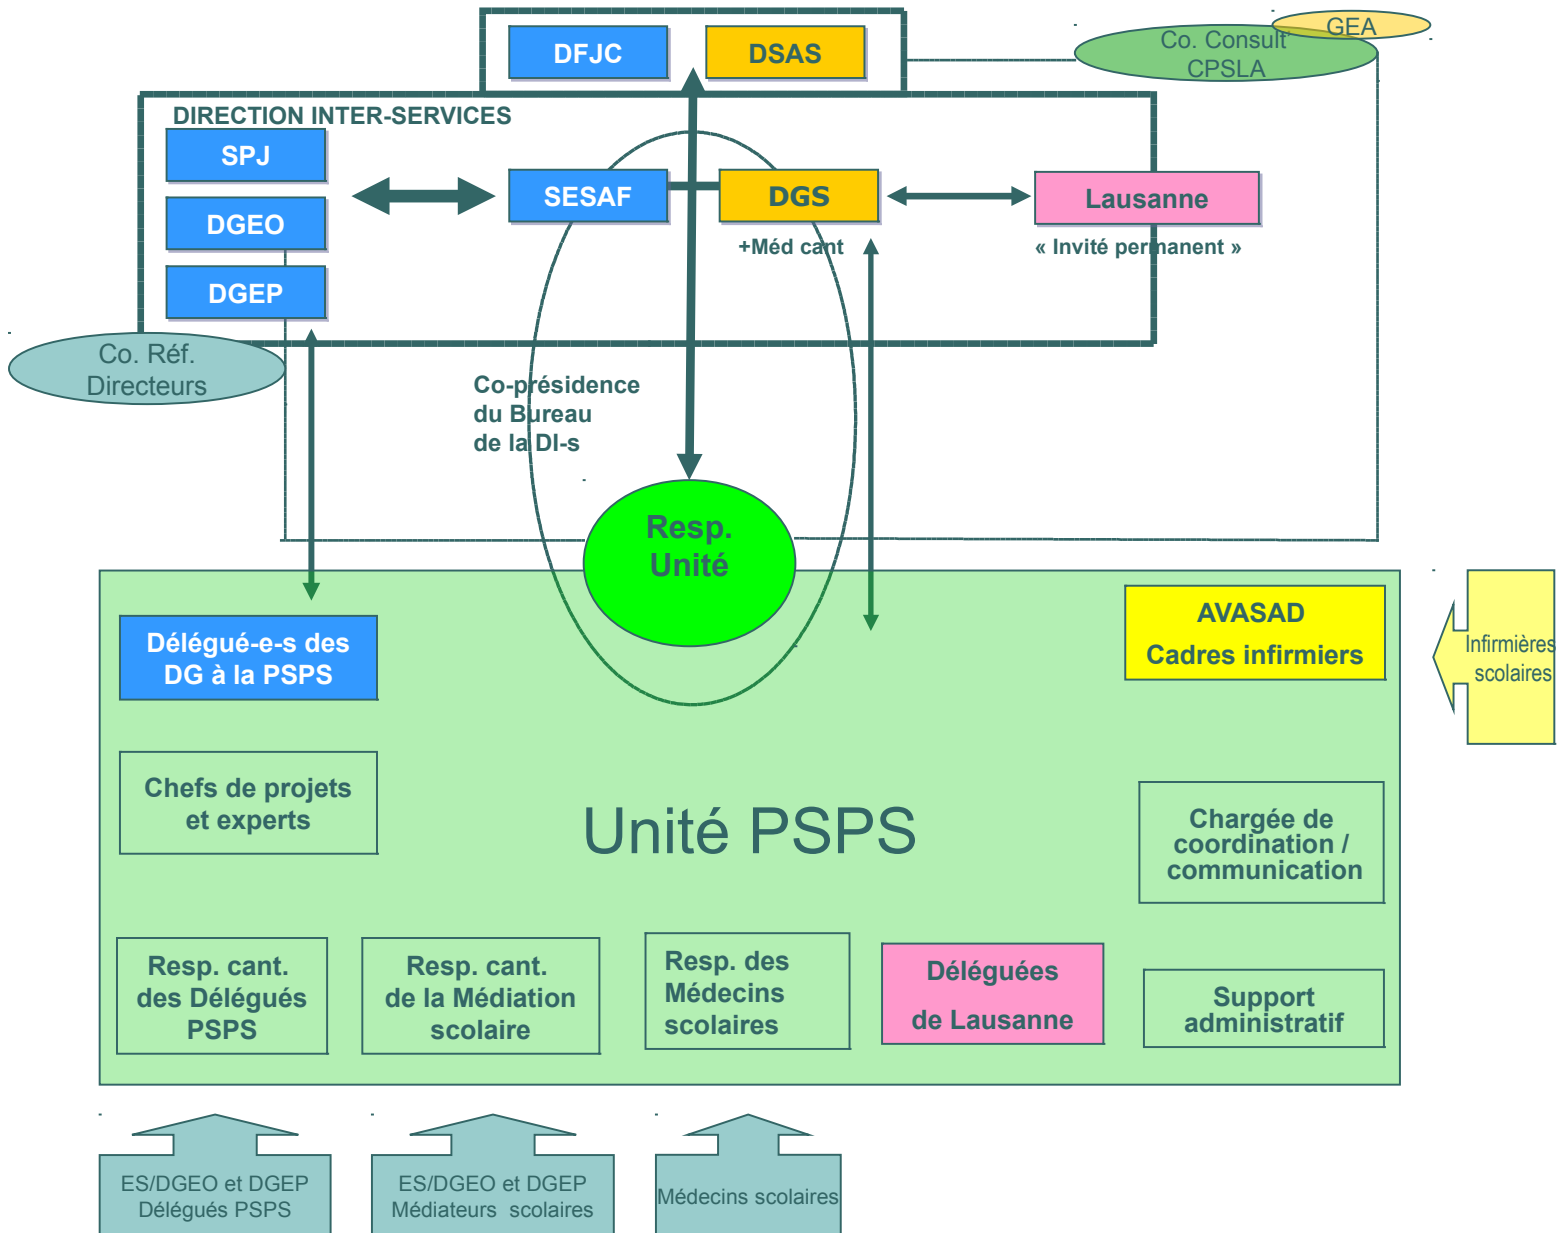 DFJC
DSAS
GEA
Co. Consult
CPSLA
DIRECTION INTER-SERVICES
SPJ
DGEO
DGEP
SESAF
DGS
+Méd cant
Lausanne
« Invité permanent »
Co. Réf.
Directeurs
Co-présidence
du Bureau
de la DI-s
Resp.
Unité
Délégué-e-s des
DG à la PSPS
AVASAD
Cadres infirmiers
Infirmières
scolaires
Chefs de projets
et experts
Unité PSPS
Chargée de
coordination /
communication
Resp. cant.
des Délégués
PSPS
Resp. cant.
de la Médiation
scolaire
Resp. des
Médecins
scolaires
Déléguées
de Lausanne
Support
administratif
ES/DGEO et DGEP
Délégués PSPS
ES/DGEO et DGEP
Médiateurs scolaires
Médecins scolaires